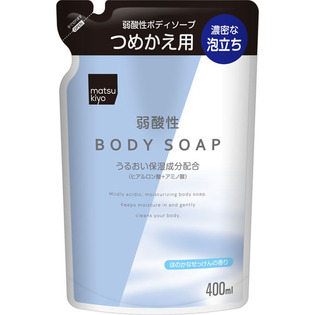 弱酸性ボディソープ
つめかえ用
濃密な
泡立ち
matsu
kiyo
弱酸性
BODY SOAP
うるおい保湿成分配合
(ヒアルロン酸+アミノ酸)
Mildly acidic, moisturizing body soap.
Keeps moisture in and gently
cleans your body.
ほのかなせっけんの香り
400ml